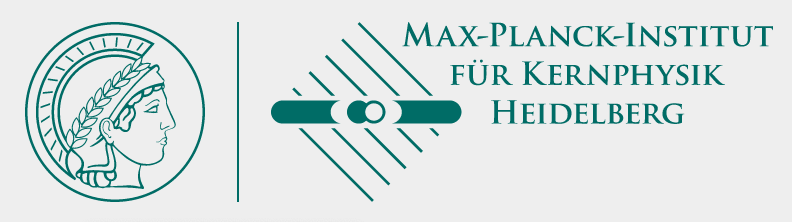 Max-Planck-Institut
für Kernphysik
Heidelberg